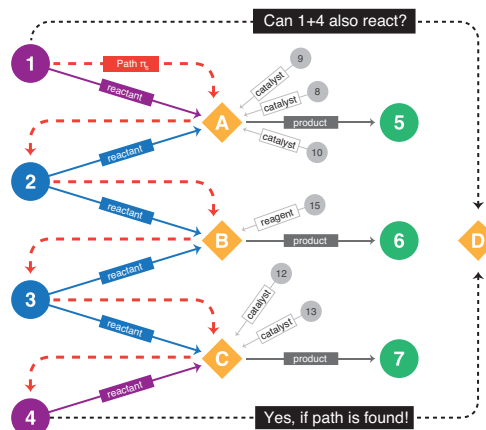 Can 1+4 also react?
1
Path πs
9
catalyst
reactant
8
catalyst
A
product
5
reactant
catalyst
10
2
reactant
reagent
15
B
product
6
reactant
D
12
catalyst
3
13
catalyst
reactant
C
product
7
reactant
4
Yes, if path is found!